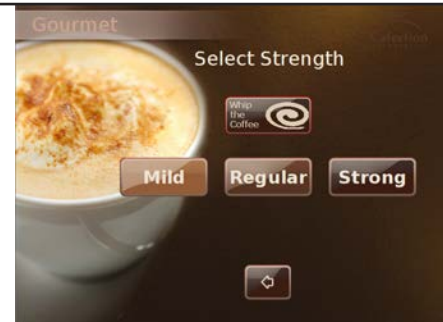 Gourmet
Select Strength
Whip
the
Coffee
Mild
Regular
Strong